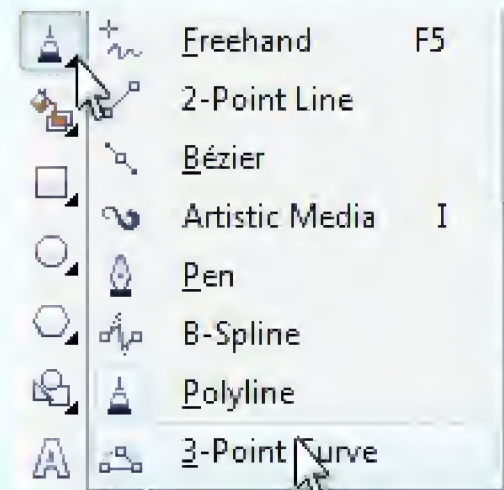 Freehand F5
2-Point Line
Bézier
Artistic Media I
Pen
B-Spline
Polyline
3-Point Curve